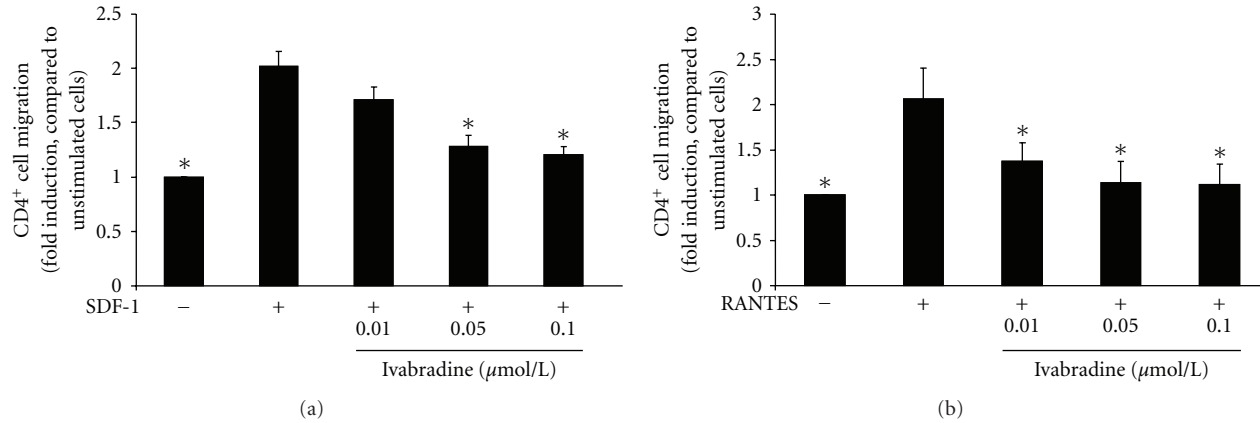 CD4+ cell migration
(fold induction, compared to
unstimulated cells)
2.5
2
1.5
1
0.5
0
*
*
*
SDF-1 − + + + +
0.01 0.05 0.1
Ivabradine (μmol/L)
(a)
CD4+ cell migration
(fold induction, compared to
unstimulated cells)
3
2.5
2
1.5
1
0.5
0
*
*
*
*
RANTES − + + + +
0.01 0.05 0.1
Ivabradine (μmol/L)
(b)